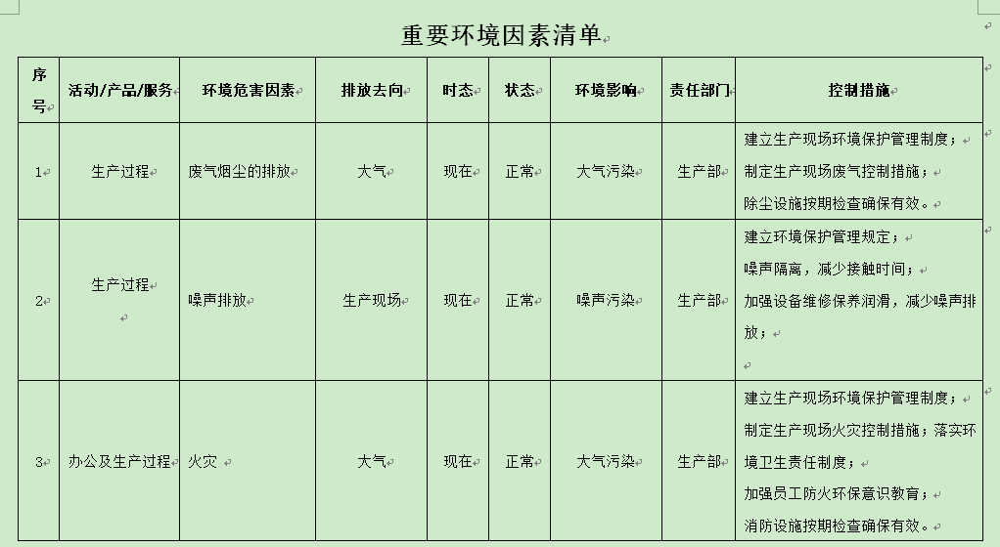 重要环境因素清单
序号 活动/产品/服务 环境危害因素 排放去向 时态 状态 环境影响 责任部门 控制措施
1 生产过程 废气烟尘的排放 大气 现在 正常 大气污染 生产部
建立生产现场环境保护管理制度；
制定生产现场废气控制措施；
除尘设施按期检查确保有效。
2 生产过程 噪声排放 生产现场 现在 正常 噪声污染 生产部
建立环境保护管理规定；
噪声隔离，减少接触时间；
加强设备维修保养润滑，减少噪声排
放；
3 办公及生产过程 火灾 大气 现在 正常 大气污染 生产部
建立生产现场环境保护管理制度；
制定生产现场火灾控制措施；落实环
境卫生责任制度；
加强员工防火环保意识教育；
消防设施按期检查确保有效。